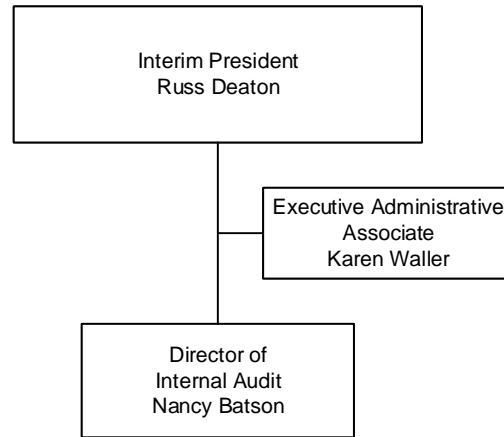 Interim President
Russ Deaton
Executive Administrative
Associate
Karen Waller
Director of
Internal Audit
Nancy Batson